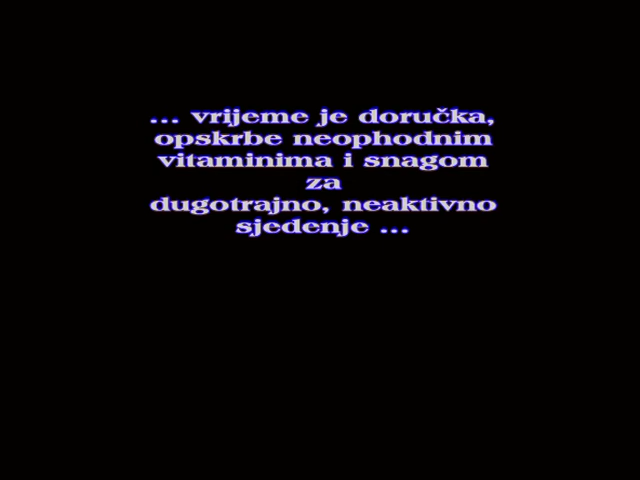 ... vrijeme je doručka,
opskrbe neophodnim
vitaminima i snagom
za
dugotrajno, neaktivno
sjedenje ...